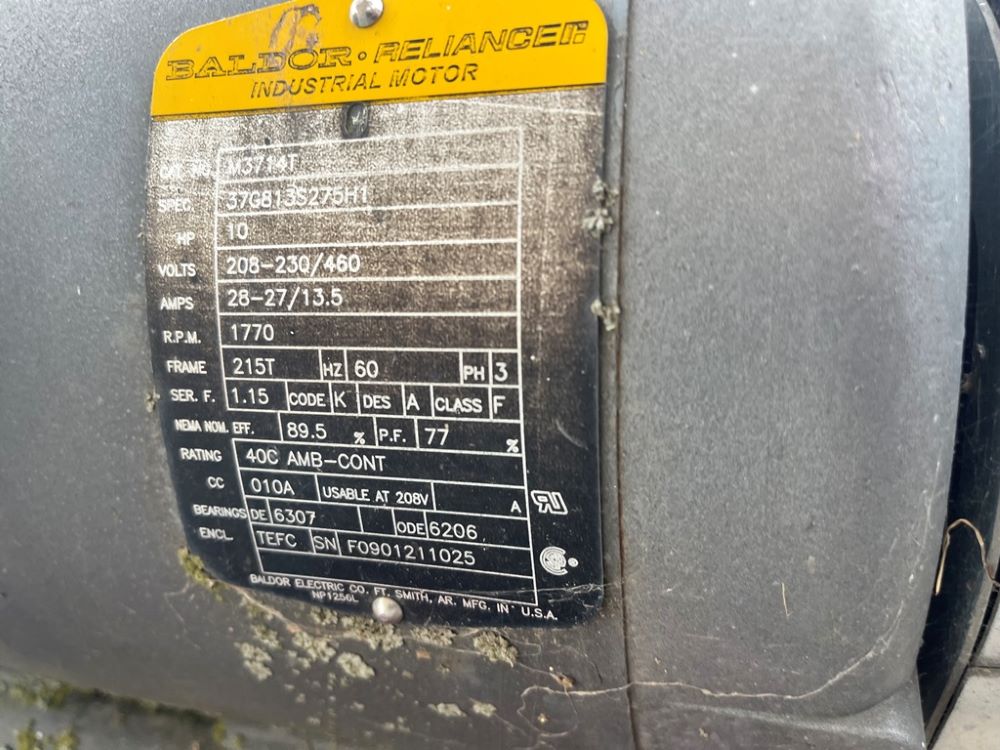 BALDOR · RELIANCER
INDUSTRIAL MOTOR
CAT. NO. M3714T
SPEC. 37G813S275H1
HP 10
VOLTS 208-230/460
AMPS 28-27/13.5
R.P.M. 1770
FRAME 215T HZ 60 PH 3
SER. F. 1.15 CODE K DES A CLASS F
NEMA NOM. EFF. 89.5 % P.F. 77 %
RATING 40C AMB-CONT
CC 010A USABLE AT 208V A
BEARINGS DE 6307 ODE 6206
ENCL. TEFC SN F0901211025
BALDOR ELECTRIC CO. FT. SMITH, AR. MFG. IN U.S.A.
NP1256L